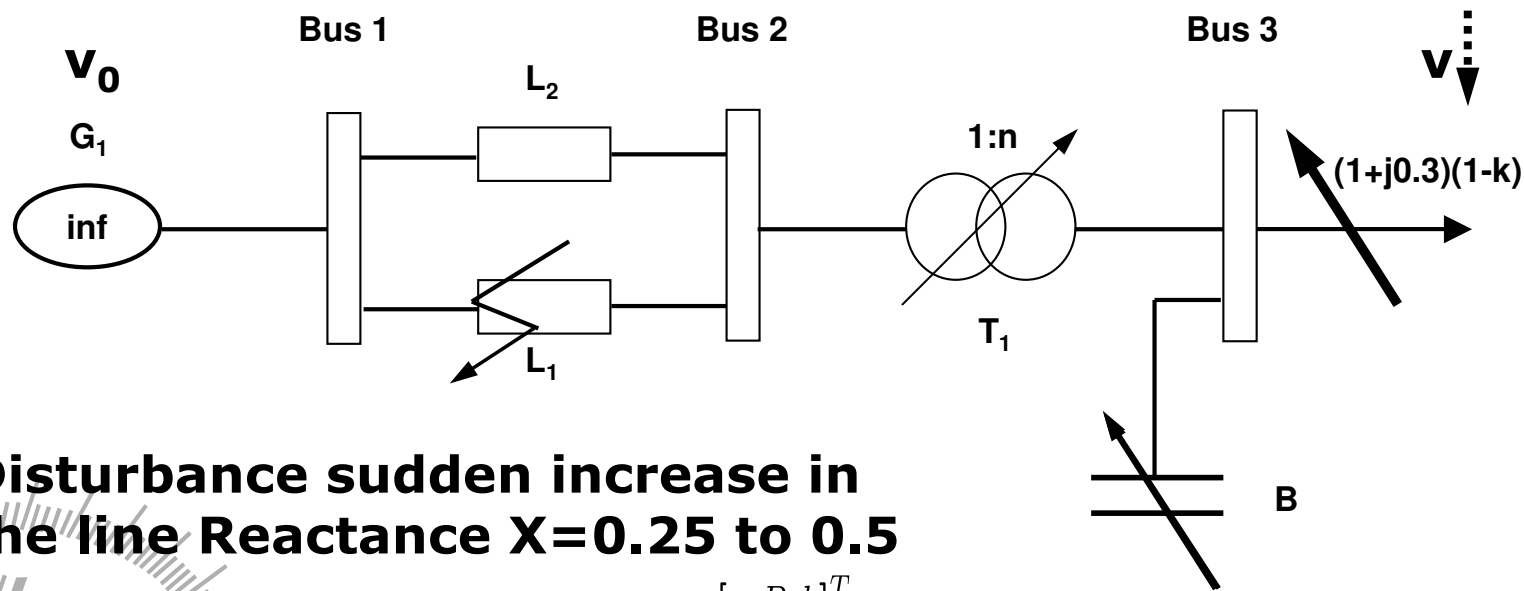 Bus 1
Bus 2
Bus 3
v₀
v
L₂
G₁
1:n
(1+j0.3)(1-k)
inf
T₁
L₁
B
Disturbance sudden increase in
the line Reactance X=0.25 to 0.5